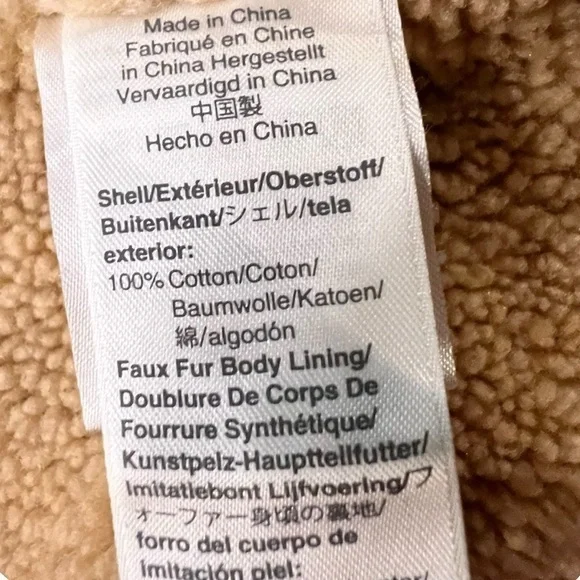 Made in China
Fabriqué en Chine
in China Hergestellt
Vervaardigd in China
中国製
Hecho en China
Shell/Extérieur/Oberstoff/
Buitenkant/シェル/tela
exterior:
100% Cotton/Coton/
Baumwolle/Katoen/
綿/algodón
Faux Fur Body Lining/
Doublure De Corps De
Fourrure Synthétique/
Kunstpelz-Hauptteilfutter/
Imitatiebont Lijfvoering/フ
ォーファー身頃の裏地/
forro del cuerpo de
imitación piel: